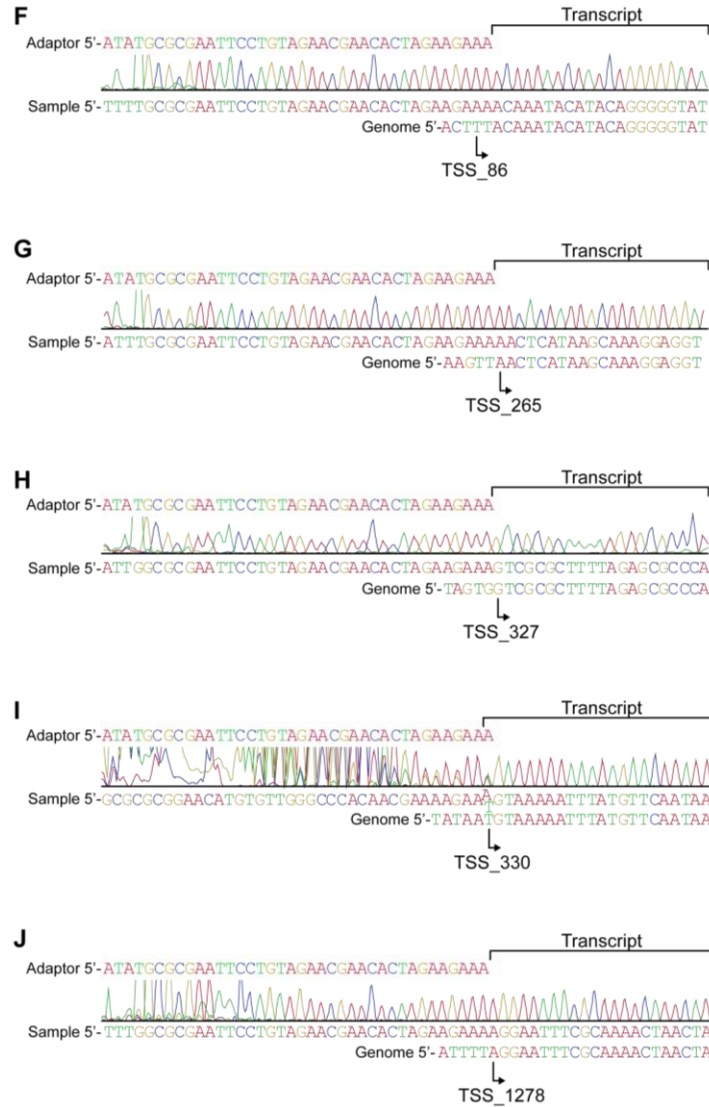 F
Transcript
Adaptor 5'-ATATGCGCGAATTCCTGTAGAACGAACACTAGAAGAAA
Sample 5'-TTTTGCGCGAATTCCTGTAGAACGAACACTAGAAGAAAACAAATACATACAGGGGGTAT
Genome 5'-ACTTTACAAATACATACAGGGGGTAT
TSS_86
G
Transcript
Adaptor 5'-ATATGCGCGAATTCCTGTAGAACGAACACTAGAAGAAA
Sample 5'-ATTTGCGCGAATTCCTGTAGAACGAACACTAGAAGAAAAACTCATAAGCAAAGGAGGT
Genome 5'-AAGTTAACTCATAAGCAAAGGAGGT
TSS_265
H
Transcript
Adaptor 5'-ATATGCGCGAATTCCTGTAGAACGAACACTAGAAGAAA
Sample 5'-ATTGGCGCGAATTCCTGTAGAACGAACACTAGAAGAAAGTCGCGCTTTTAGAGCGCCCA
Genome 5'-TAGTGGTCGCGCTTTTAGAGCGCCCA
TSS_327
I
Transcript
Adaptor 5'-ATATGCGCGAATTCCTGTAGAACGAACACTAGAAGAAA
A
Sample 5'-GCGCGCGGAACATGTGTTGGGCCCACAACGAAAAGAATAGTAAAAATTTATGTTCAATAA
Genome 5'-TATAATGTAAAAATTTATGTTCAATAA
TSS_330
J
Transcript
Adaptor 5'-ATATGCGCGAATTCCTGTAGAACGAACACTAGAAGAAA
Sample 5'-TTTGGCGCGAATTCCTGTAGAACGAACACTAGAAGAAAAGGAATTTCGCAAAACTAACTA
Genome 5'-ATTTTAGGAATTTCGCAAAACTAACTA
TSS_1278